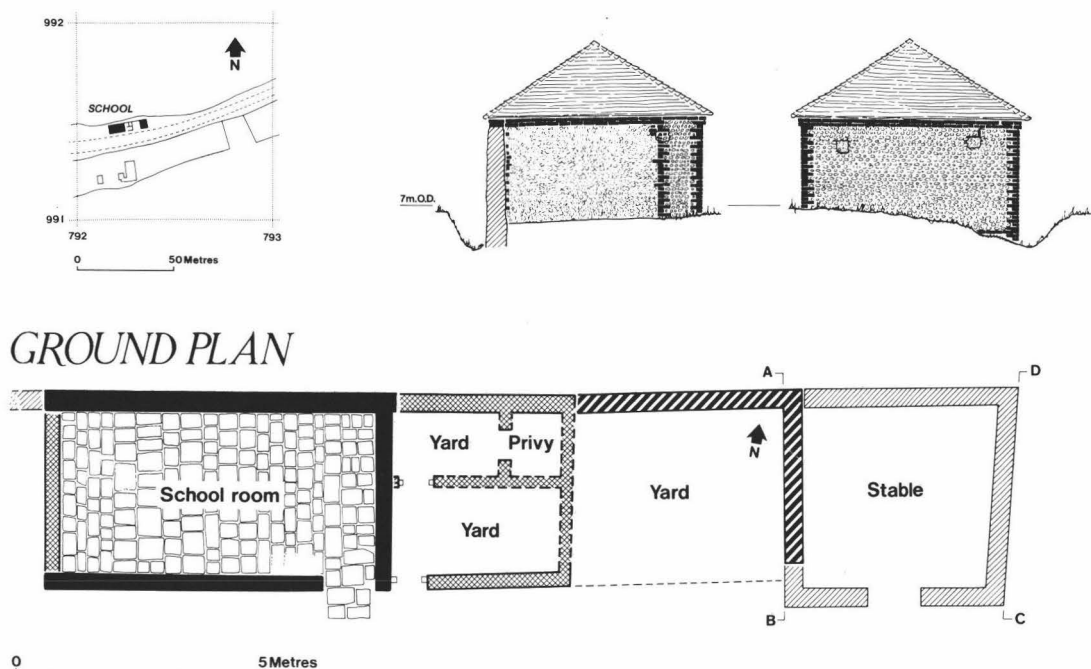 992
N
SCHOOL
991
792
793
0
50 Metres
7m.O.D.
GROUND PLAN
A
D
Yard
Privy
N
School room
Yard
Stable
Yard
B
C
0
5 Metres